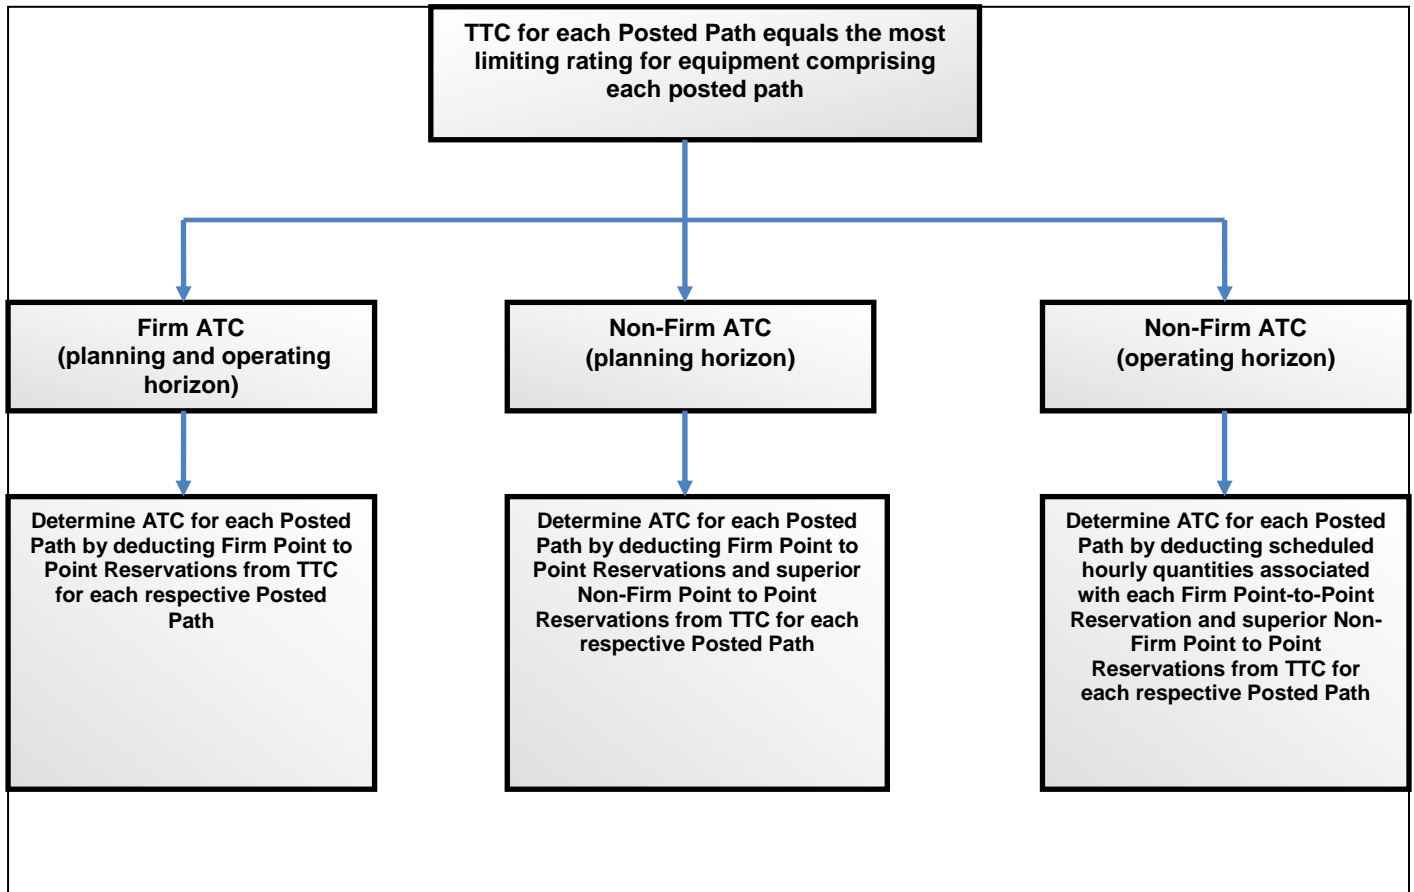 TTC for each Posted Path equals the most
limiting rating for equipment comprising
each posted path
Firm ATC
(planning and operating
horizon)
Non-Firm ATC
(planning horizon)
Non-Firm ATC
(operating horizon)
Determine ATC for each Posted
Path by deducting Firm Point to
Point Reservations from TTC
for each respective Posted
Path
Determine ATC for each Posted
Path by deducting Firm Point to
Point Reservations and superior
Non-Firm Point to Point
Reservations from TTC for each
respective Posted Path
Determine ATC for each Posted
Path by deducting scheduled
hourly quantities associated
with each Firm Point-to-Point
Reservation and superior Non-
Firm Point to Point
Reservations from TTC for
each respective Posted Path